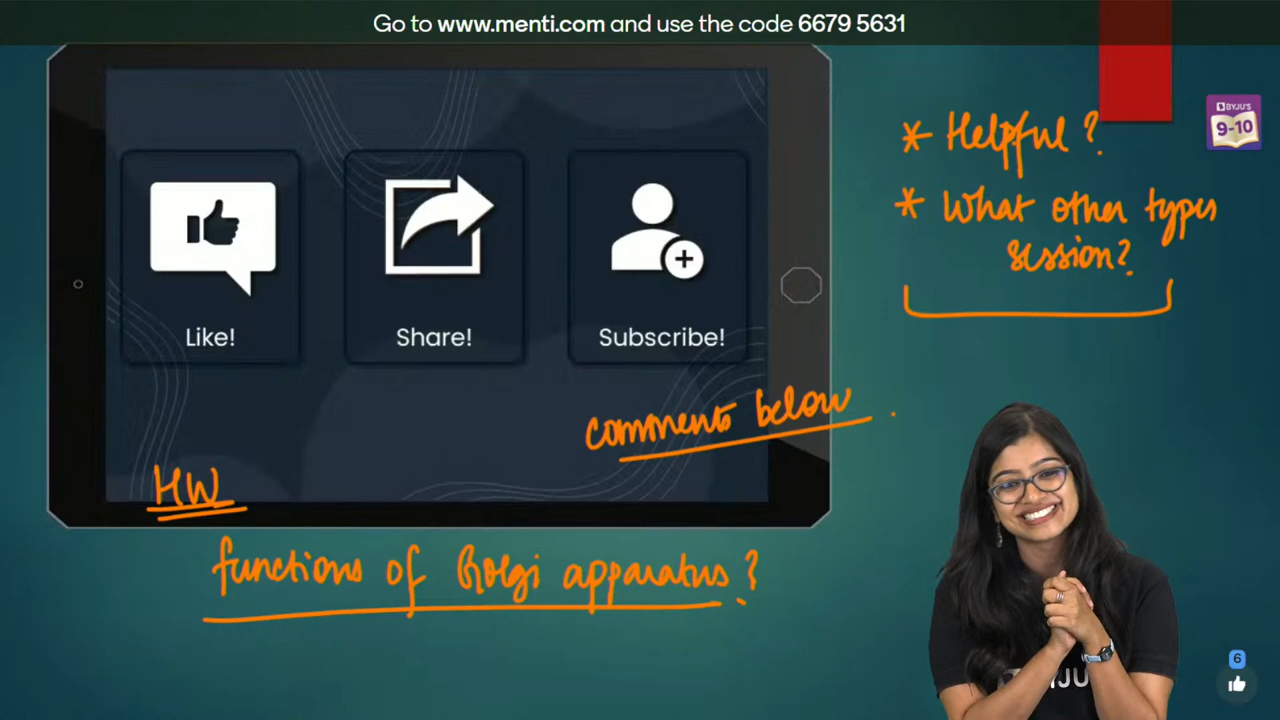 Go to www.menti.com and use the code 6679 5631
BYJU'S
9-10
* Helpful?
* What other types
session?
Like!
Share!
Subscribe!
comments below.
HW
functions of Golgi apparatus?
6